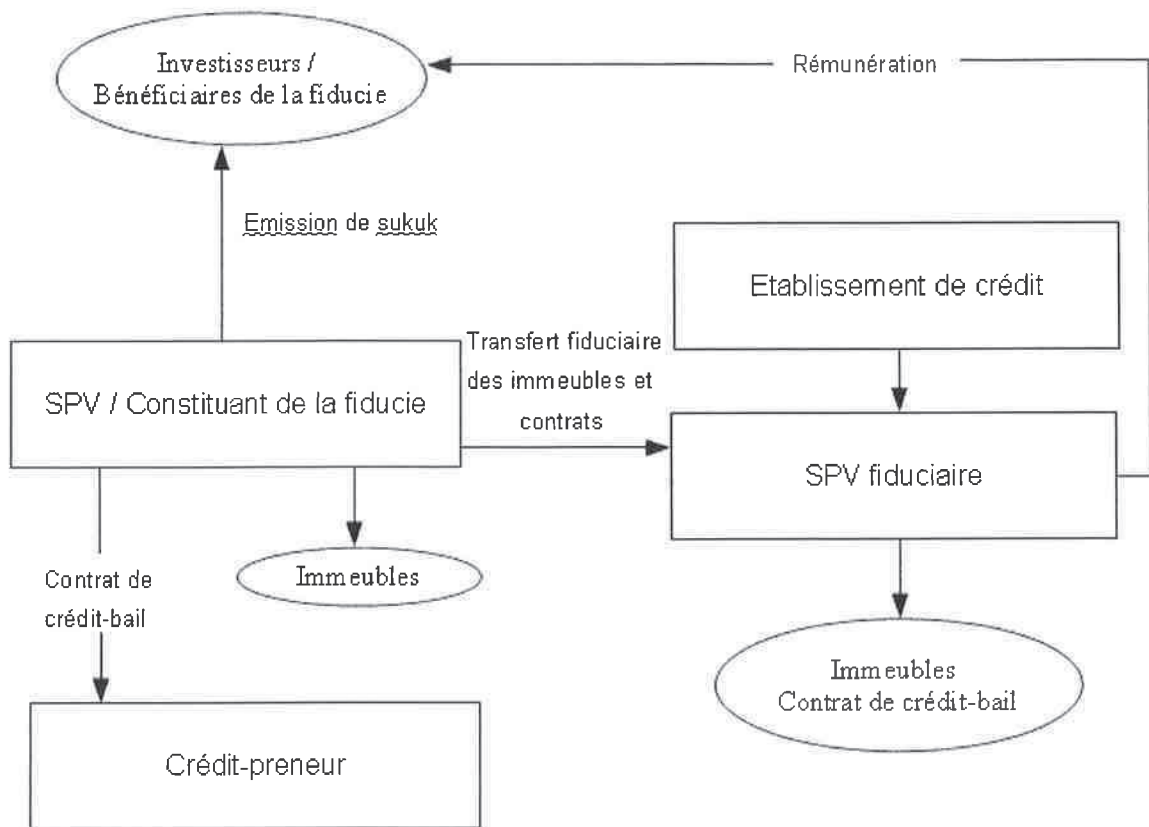 Investisseurs /
Bénéficiaires de la fiducie
Rémunération
Emission de sukuk
Etablissement de crédit
Transfert fiduciaire
des immeubles et
contrats
SPV / Constituant de la fiducie
SPV fiduciaire
Immeubles
Contrat de
crédit-bail
Immeubles
Contrat de crédit-bail
Crédit-preneur